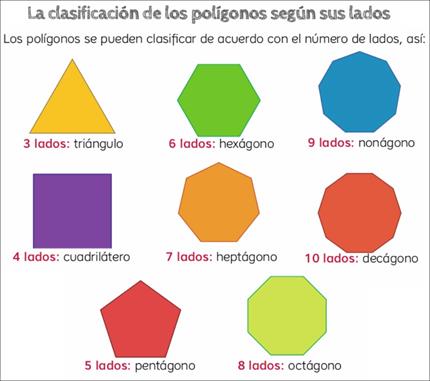 La clasificación de los polígonos según sus lados
Los polígonos se pueden clasificar de acuerdo con el número de lados, así:
3 lados: triángulo
6 lados: hexágono
9 lados: nonágono
4 lados: cuadrilátero
7 lados: heptágono
10 lados: decágono
5 lados: pentágono
8 lados: octágono